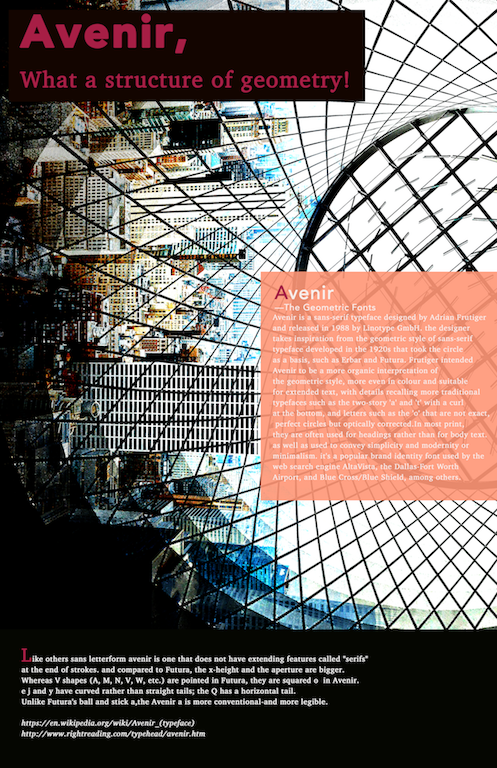 Avenir,
What a structure of geometry!
Avenir
—The Geometric Fonts
Avenir is a sans-serif typeface designed by Adrian Frutiger
and released in 1988 by Linotype GmbH. the designer
takes inspiration from the geometric style of sans-serif
typeface developed in the 1920s that took the circle
as a basis, such as Erbar and Futura. Frutiger intended
Avenir to be a more organic interpretation of
the geometric style, more even in colour and suitable
for extended text, with details recalling more traditional
typefaces such as the two-story 'a' and 't' with a curl
at the bottom, and letters such as the 'o' that are not exact,
perfect circles but optically corrected.In most print,
they are often used for headings rather than for body text.
as well as used to convey simplicity and modernity or
minimalism. it's a popular brand identity font used by the
web search engine AltaVista, the Dallas-Fort Worth
Airport, and Blue Cross/Blue Shield, among others.
Like others sans letterform avenir is one that does not have extending features called "serifs"
at the end of strokes. and compared to Futura, the x-height and the aperture are bigger.
Whereas V shapes (A, M, N, V, W, etc.) are pointed in Futura, they are squared o in Avenir.
e j and y have curved rather than straight tails; the Q has a horizontal tail.
Unlike Futura's ball and stick a,the Avenir a is more conventional-and more legible.
https://en.wikipedia.org/wiki/Avenir_(typeface)
http://www.rightreading.com/typehead/avenir.htm